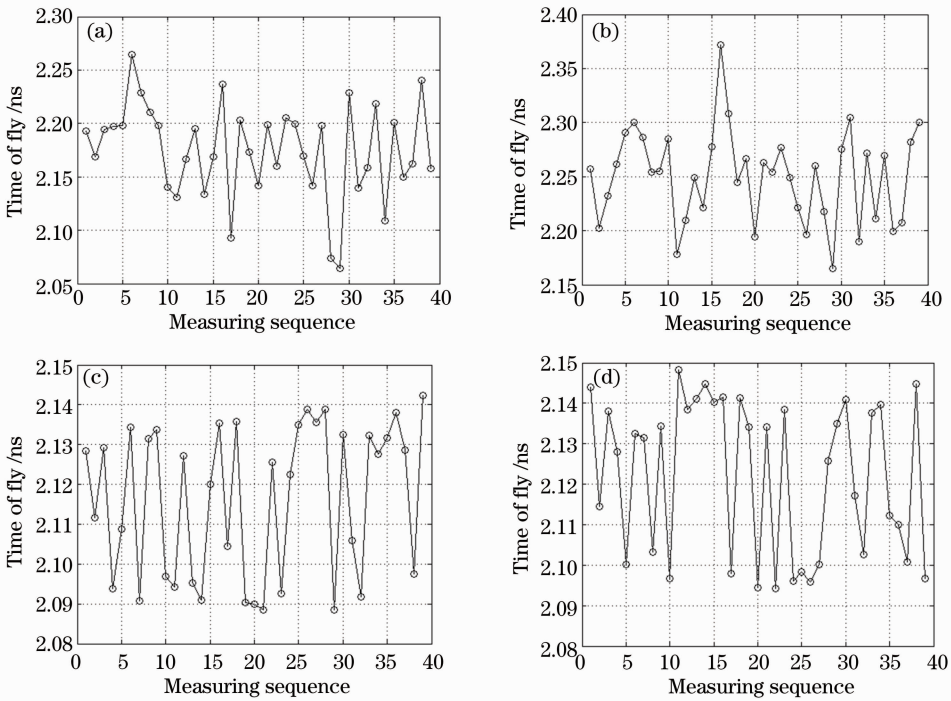 (a)
Time of fly /ns
2.30
2.25
2.20
2.15
2.10
2.05
0 5 10 15 20 25 30 35 40
Measuring sequence
(b)
Time of fly /ns
2.40
2.35
2.30
2.25
2.20
2.15
0 5 10 15 20 25 30 35 40
Measuring sequence
(c)
Time of fly /ns
2.15
2.14
2.13
2.12
2.11
2.10
2.09
2.08
0 5 10 15 20 25 30 35 40
Measuring sequence
(d)
Time of fly /ns
2.15
2.14
2.13
2.12
2.11
2.10
2.09
2.08
0 5 10 15 20 25 30 35 40
Measuring sequence